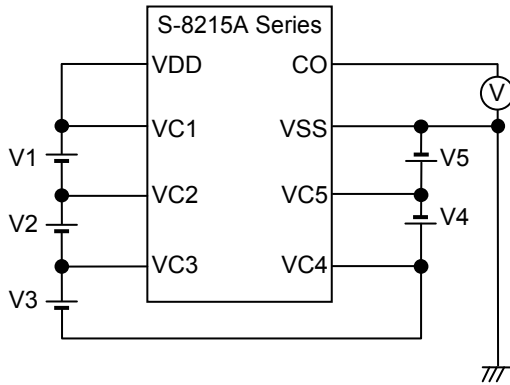 S-8215A Series
VDD
CO
V
VC1
VSS
V1
V5
VC2
VC5
V2
V4
VC3
VC4
V3